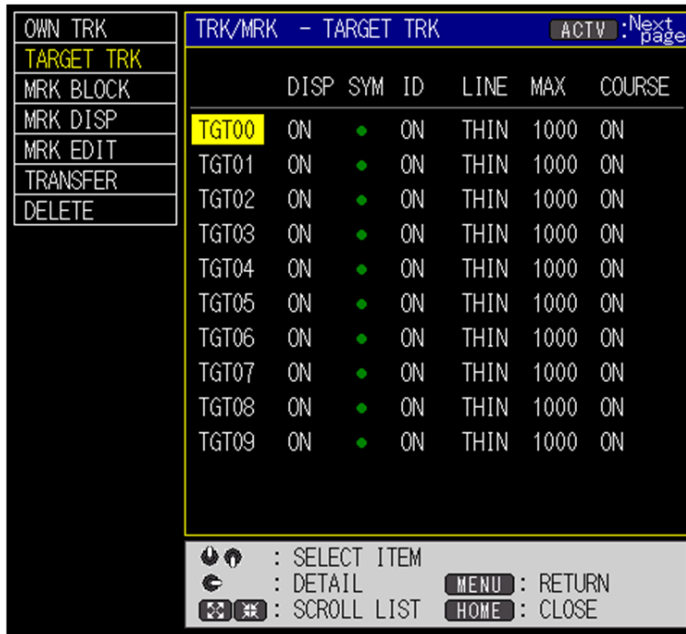 OWN TRK
TARGET TRK
MRK BLOCK
MRK DISP
MRK EDIT
TRANSFER
DELETE
TRK/MRK - TARGET TRK ACTV :Next page
DISP SYM ID LINE MAX COURSE
TGT00 ON ON THIN 1000 ON
TGT01 ON ON THIN 1000 ON
TGT02 ON ON THIN 1000 ON
TGT03 ON ON THIN 1000 ON
TGT04 ON ON THIN 1000 ON
TGT05 ON ON THIN 1000 ON
TGT06 ON ON THIN 1000 ON
TGT07 ON ON THIN 1000 ON
TGT08 ON ON THIN 1000 ON
TGT09 ON ON THIN 1000 ON
: SELECT ITEM
: DETAIL MENU : RETURN
: SCROLL LIST HOME : CLOSE